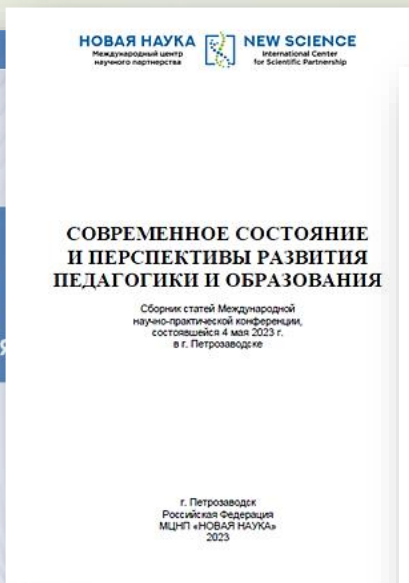 НОВАЯ НАУКА
Международный центр
научного партнерства
NEW SCIENCE
International Center
for Scientific Partnership
СОВРЕМЕННОЕ СОСТОЯНИЕ
И ПЕРСПЕКТИВЫ РАЗВИТИЯ
ПЕДАГОГИКИ И ОБРАЗОВАНИЯ
Сборник статей Международной
научно-практической конференции,
состоявшейся 4 мая 2023 г.
в г. Петрозаводске
г. Петрозаводск
Российская Федерация
МЦНП «НОВАЯ НАУКА»
2023